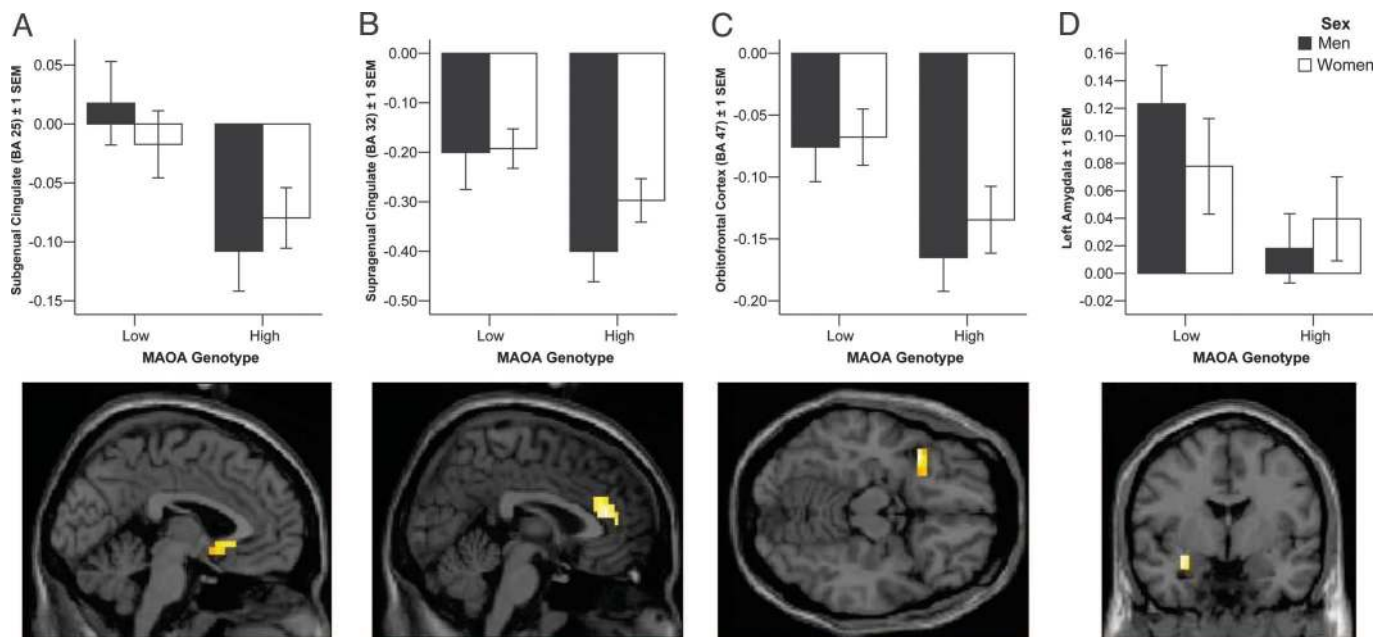 A
Subgenual Cingulate (BA 25) ± 1 SEM
0.05
0.00
-0.05
-0.10
-0.15
Low
High
MAOA Genotype
B
Supragenual Cingulate (BA 32) ± 1 SEM
0.00
-0.10
-0.20
-0.30
-0.40
-0.50
Low
High
MAOA Genotype
C
Orbitofrontal Cortex (BA 47) ± 1 SEM
0.00
-0.05
-0.10
-0.15
-0.20
Low
High
MAOA Genotype
D
Left Amygdala ± 1 SEM
0.16
0.14
0.12
0.10
0.08
0.06
0.04
0.02
0.00
-0.02
Low
High
MAOA Genotype
Sex
Men
Women